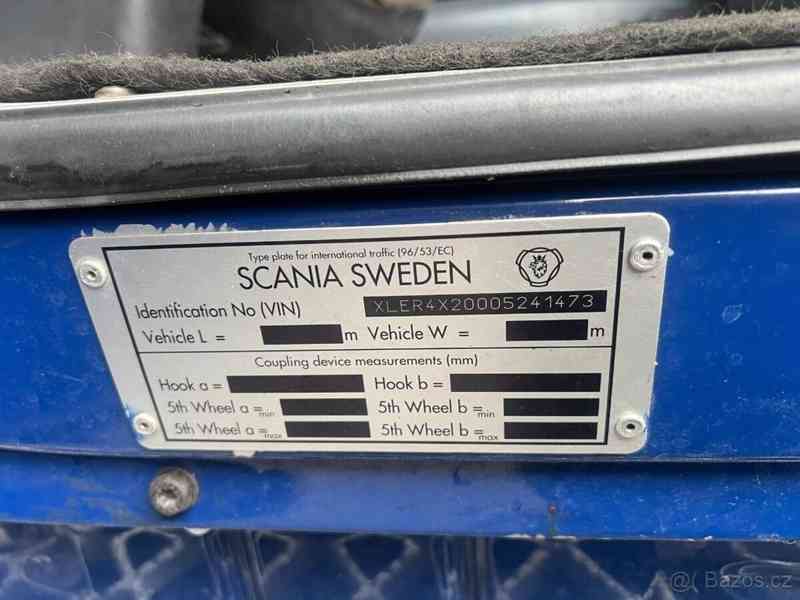 Type plate for international traffic (96/53/EC)
SCANIA SWEDEN
Identification No (VIN) XLER4X20005241473
Vehicle L = m Vehicle W = m
Coupling device measurements (mm)
Hook a = Hook b =
5th Wheel a min = 5th Wheel b min =
5th Wheel a max = 5th Wheel b max =
@( Bazos.cz